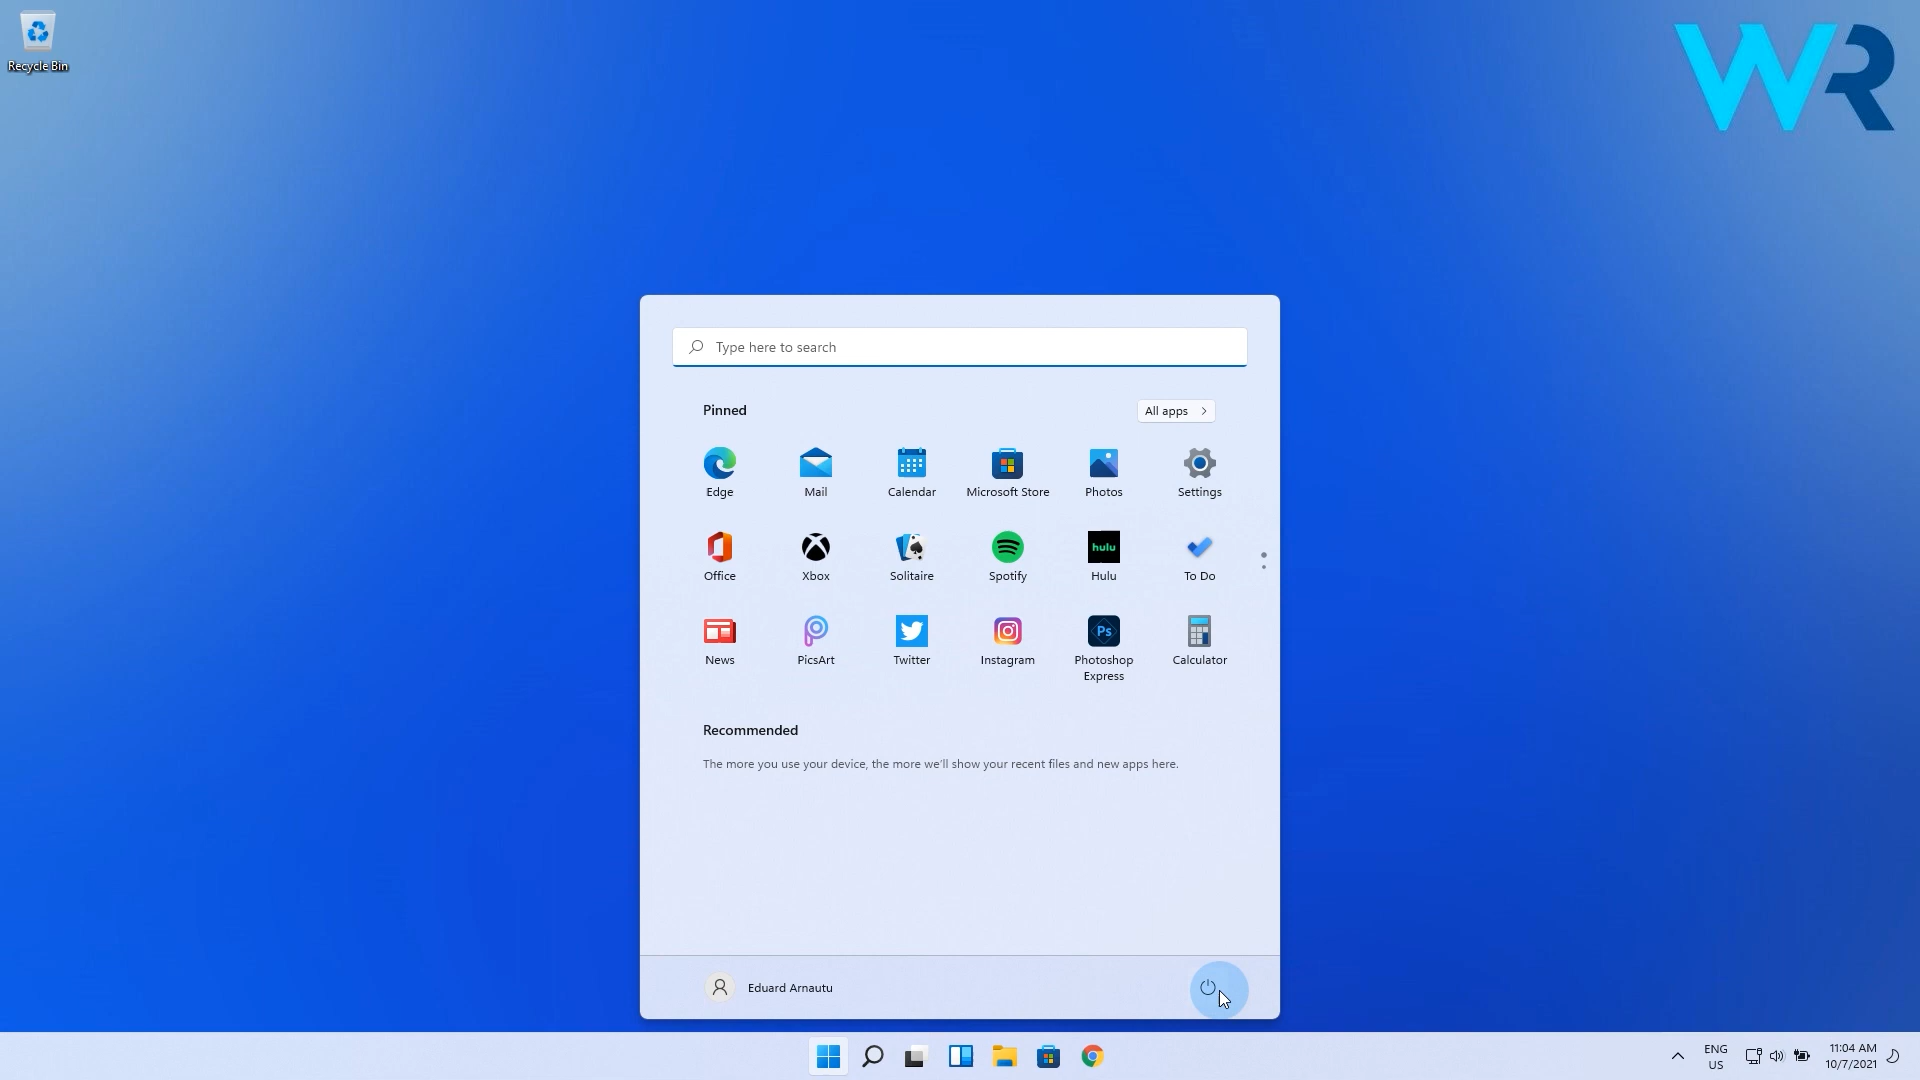 Recycle Bin
WR
Type here to search
Pinned
All apps
Edge
Mail
Calendar
Microsoft Store
Photos
Settings
Office
Xbox
Solitaire
Spotify
hulu
Hulu
To Do
News
PicsArt
Twitter
Instagram
Ps
Photoshop
Express
Calculator
Recommended
The more you use your device, the more we'll show your recent files and new apps here.
Eduard Arnautu
ENG
US
11:04 AM
10/7/2021